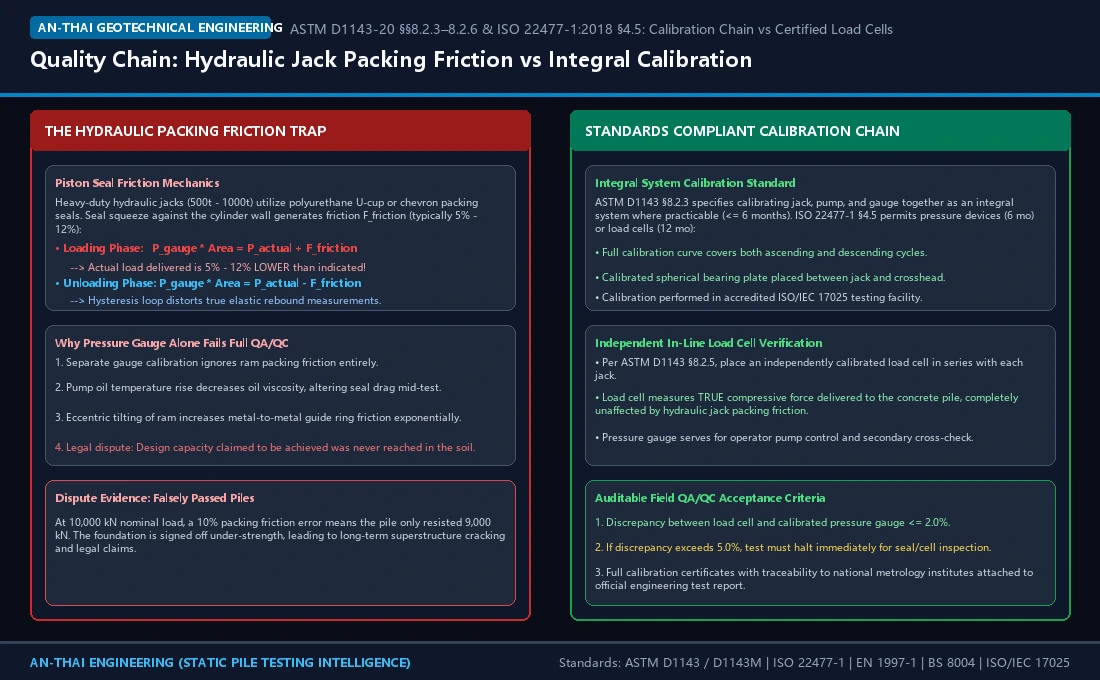 AN-THAI GEOTECHNICAL ENGINEERING
ASTM D1143-20 §§8.2.3–8.2.6 & ISO 22477-1:2018 §4.5: Calibration Chain vs Certified Load Cells
Quality Chain: Hydraulic Jack Packing Friction vs Integral Calibration
THE HYDRAULIC PACKING FRICTION TRAP
Piston Seal Friction Mechanics
Heavy-duty hydraulic jacks (500t - 1000t) utilize polyurethane U-cup or chevron packing
seals. Seal squeeze against the cylinder wall generates friction F_friction (typically 5% -
12%):
• Loading Phase:   P_gauge * Area = P_actual + F_friction
--> Actual load delivered is 5% - 12% LOWER than indicated!
• Unloading Phase: P_gauge * Area = P_actual - F_friction
--> Hysteresis loop distorts true elastic rebound measurements.
Why Pressure Gauge Alone Fails Full QA/QC
1. Separate gauge calibration ignores ram packing friction entirely.
2. Pump oil temperature rise decreases oil viscosity, altering seal drag mid-test.
3. Eccentric tilting of ram increases metal-to-metal guide ring friction exponentially.
4. Legal dispute: Design capacity claimed to be achieved was never reached in the soil.
Dispute Evidence: Falsely Passed Piles
At 10,000 kN nominal load, a 10% packing friction error means the pile only resisted 9,000
kN. The foundation is signed off under-strength, leading to long-term superstructure cracking
and legal claims.
STANDARDS COMPLIANT CALIBRATION CHAIN
Integral System Calibration Standard
ASTM D1143 §8.2.3 specifies calibrating jack, pump, and gauge together as an integral
system where practicable (<= 6 months). ISO 22477-1 §4.5 permits pressure devices (6 mo)
or load cells (12 mo):
• Full calibration curve covers both ascending and descending cycles.
• Calibrated spherical bearing plate placed between jack and crosshead.
• Calibration performed in accredited ISO/IEC 17025 testing facility.
Independent In-Line Load Cell Verification
• Per ASTM D1143 §8.2.5, place an independently calibrated load cell in series with each
jack.
• Load cell measures TRUE compressive force delivered to the concrete pile, completely
unaffected by hydraulic jack packing friction.
• Pressure gauge serves for operator pump control and secondary cross-check.
Auditable Field QA/QC Acceptance Criteria
1. Discrepancy between load cell and calibrated pressure gauge <= 2.0%.
2. If discrepancy exceeds 5.0%, test must halt immediately for seal/cell inspection.
3. Full calibration certificates with traceability to national metrology institutes attached to
official engineering test report.
AN-THAI ENGINEERING (STATIC PILE TESTING INTELLIGENCE)
Standards: ASTM D1143 / D1143M | ISO 22477-1 | EN 1997-1 | BS 8004 | ISO/IEC 17025